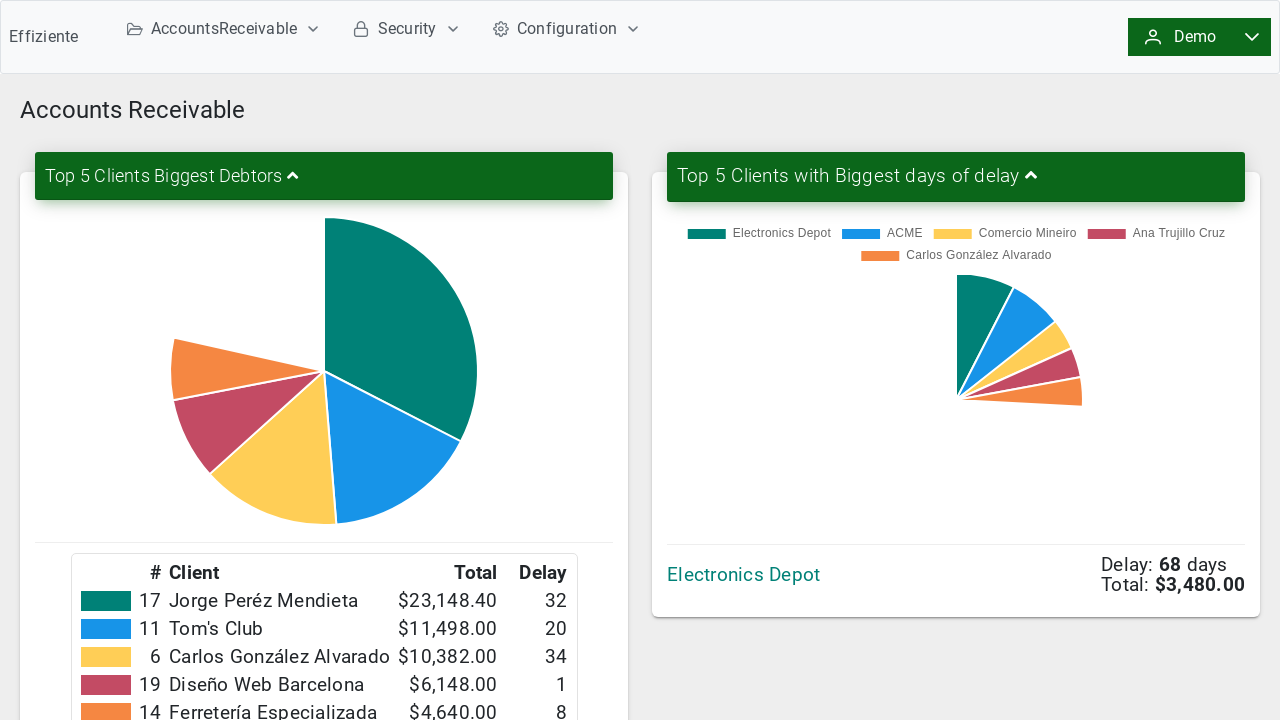 Effiziente
AccountsReceivable
Security
Configuration
Demo
Accounts Receivable
Top 5 Clients Biggest Debtors
# Client Total Delay
17 Jorge Peréz Mendieta $23,148.40 32
11 Tom's Club $11,498.00 20
6 Carlos González Alvarado $10,382.00 34
19 Diseño Web Barcelona $6,148.00 1
14 Ferretería Especializada $4,640.00 8
Top 5 Clients with Biggest days of delay
Electronics Depot ACME Comercio Mineiro Ana Trujillo Cruz
Carlos González Alvarado
Electronics Depot
Delay: 68 days
Total: $3,480.00